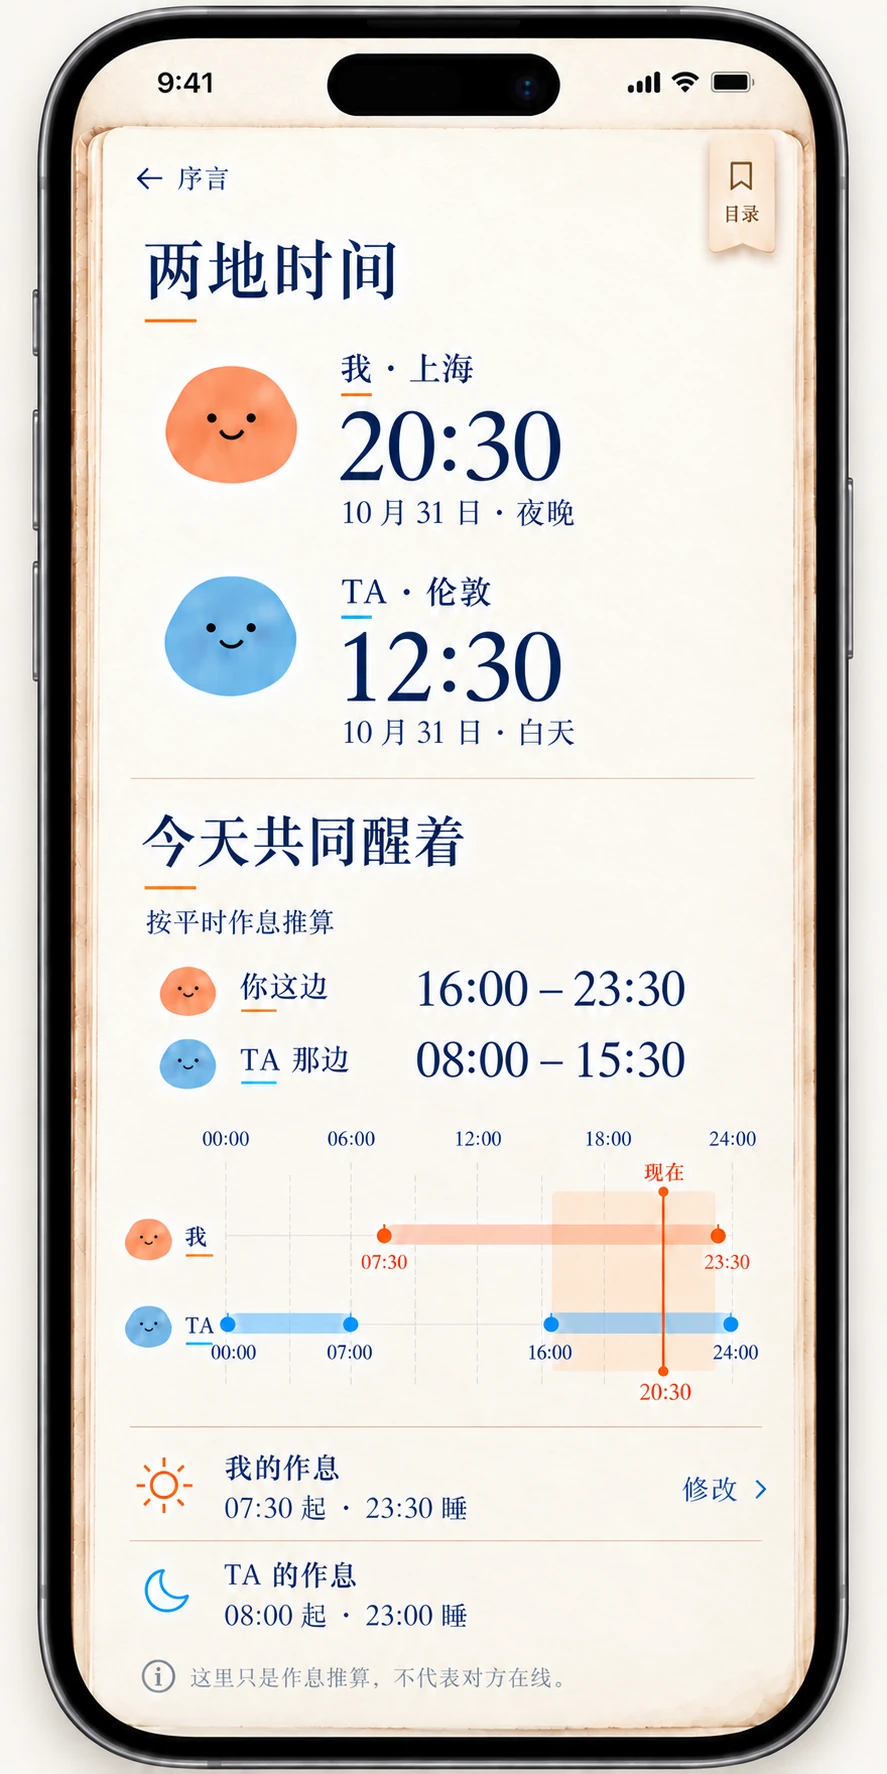 9:41
序言
目录
两地时间
我 · 上海
20:30
10 月 31 日 · 夜晚
TA · 伦敦
12:30
10 月 31 日 · 白天
今天共同醒着
按平时作息推算
你这边 16:00 – 23:30
TA 那边 08:00 – 15:30
00:00 06:00 12:00 18:00 24:00
现在
我
07:30 23:30
TA
00:00 07:00 16:00 24:00
20:30
我的作息
07:30 起 · 23:30 睡
修改
TA 的作息
08:00 起 · 23:00 睡
这里只是作息推算，不代表对方在线。